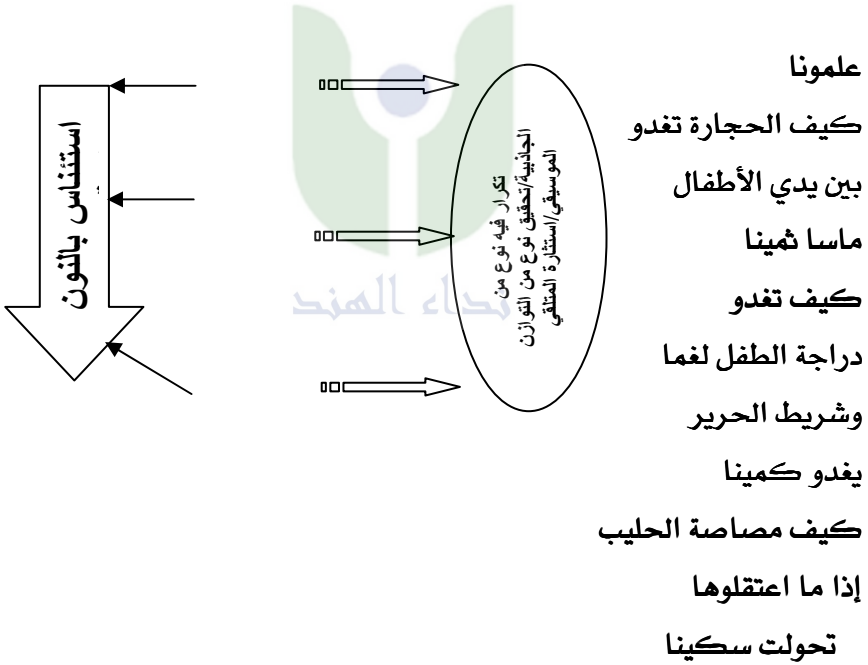 علمونا
كيف الحجارة تغدو
بين يدي الأطفال
ماسا ثمينا
كيف تغدو
دراجة الطفل لغما
وشريط الحرير
يغدو كمينا
كيف مصاصة الحليب
إذا ما اعتقلوها
تحولت سكينا
تكرار فيه نوع من
الجاذبية/تحقيق نوع من التوازن
الموسيقي/استثارة المتلقي
استئناس بالنون
نداء الهند